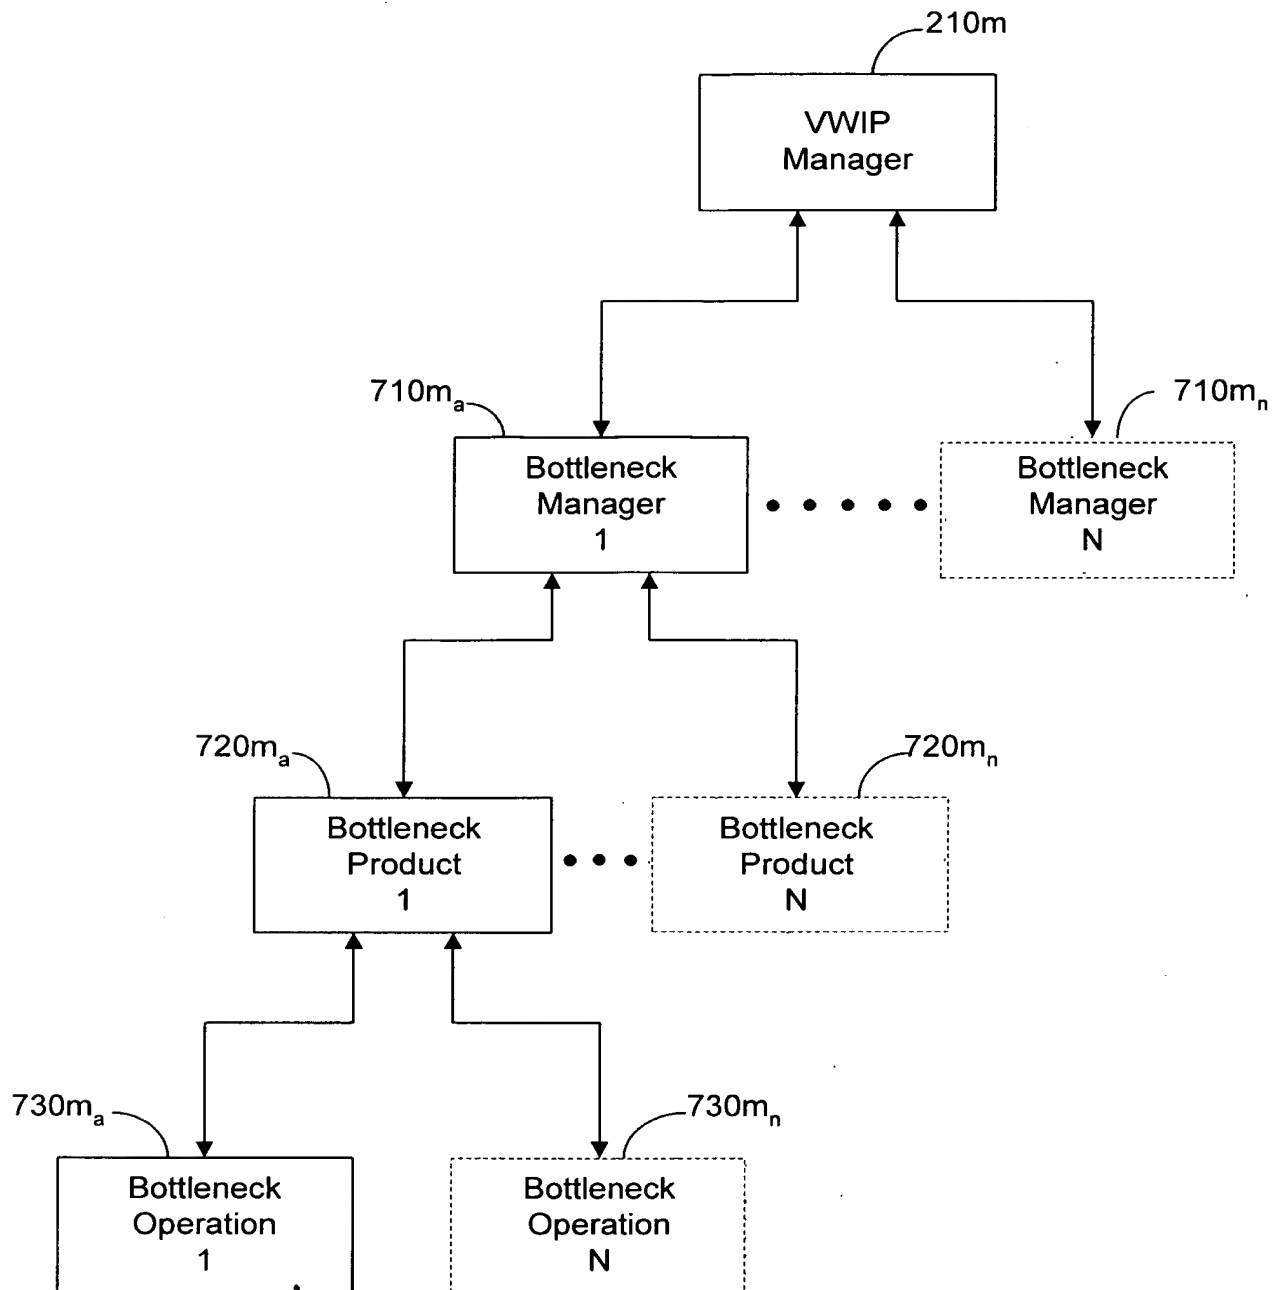 210m
VWIP
Manager
710mₐ
710mₙ
Bottleneck
Manager
1
Bottleneck
Manager
N
720mₐ
720mₙ
Bottleneck
Product
1
Bottleneck
Product
N
730mₐ
730mₙ
Bottleneck
Operation
1
Bottleneck
Operation
N